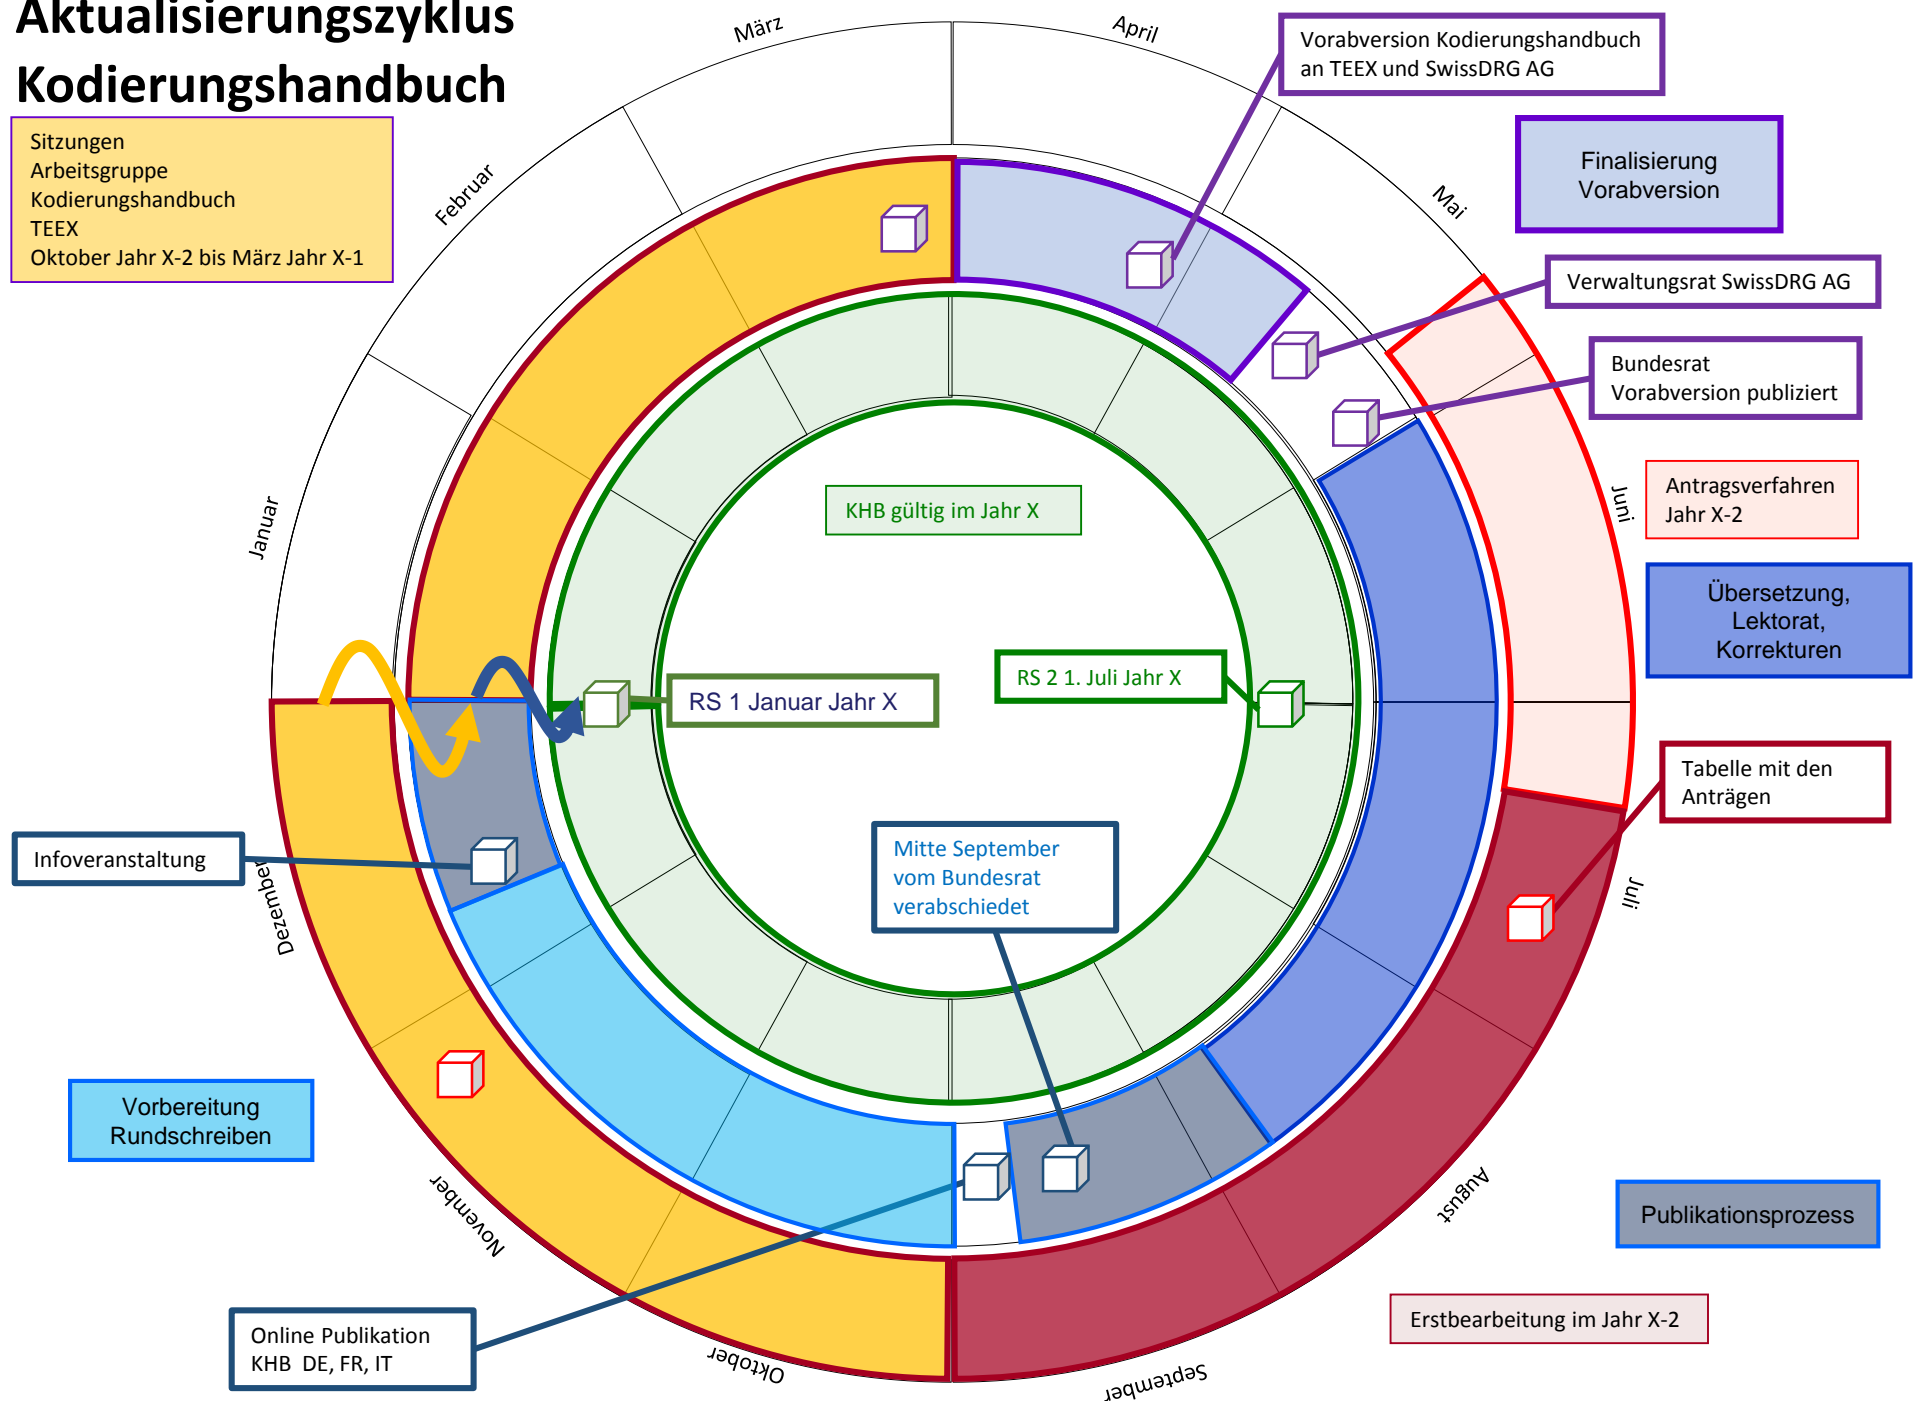 Aktualisierungszyklus
Kodierungshandbuch
Sitzungen
Arbeitsgruppe
Kodierungshandbuch
TEEX
Oktober Jahr X-2 bis März Jahr X-1
März
April
Vorabversion Kodierungshandbuch
an TEEX und SwissDRG AG
Finalisierung
Vorabversion
Februar
Mai
Verwaltungsrat SwissDRG AG
Bundesrat
Vorabversion publiziert
Januar
KHB gültig im Jahr X
Juni
Antragsverfahren
Jahr X-2
Übersetzung,
Lektorat,
Korrekturen
RS 1 Januar Jahr X
RS 2 1. Juli Jahr X
Tabelle mit den
Anträgen
Infoveranstaltung
Dezember
Mitte September
vom Bundesrat
verabschiedet
Juli
Vorbereitung
Rundschreiben
November
August
Publikationsprozess
Online Publikation
KHB  DE, FR, IT
Oktober
September
Erstbearbeitung im Jahr X-2